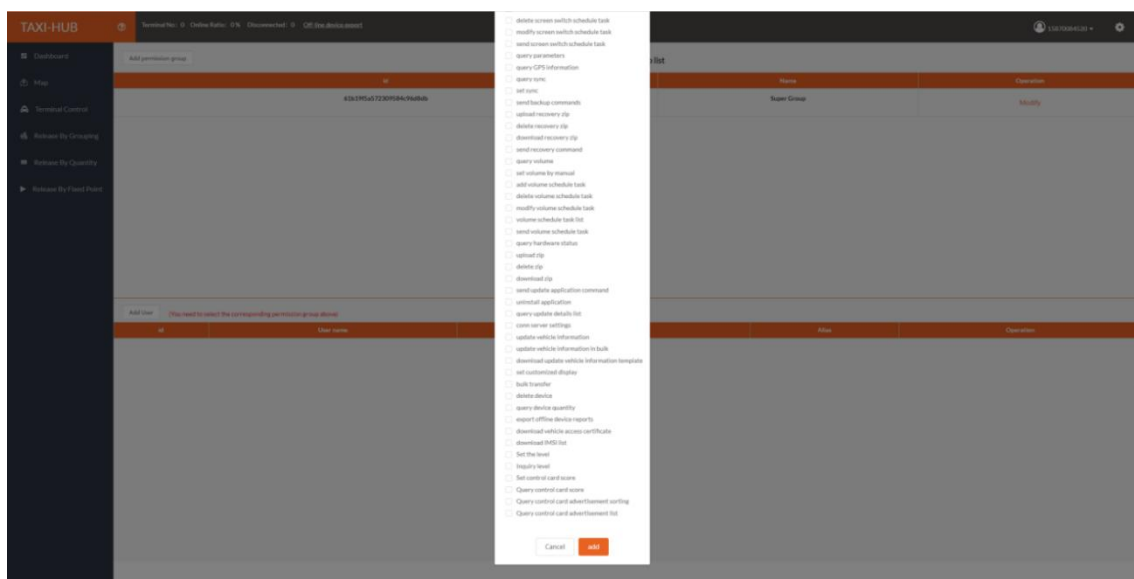 TAXI-HUB
Terminal No: 0 Online Ratio: 0% Disconnected: 0 Off-line device export
Dashboard
Map
Terminal Control
Release By Grouping
Release By Quantity
Release By Fixed Point
Add permission group
list
id
Name
Operation
Super Group
Modify
delete screen switch schedule task
modify screen switch schedule task
send screen switch schedule task
query parameters
query GPS information
query sync
set sync
send backup commands
upload recovery zip
delete recovery zip
download recovery zip
send recovery command
query volume
set volume by manual
add volume schedule task
delete volume schedule task
modify volume schedule task
volume schedule task list
send volume schedule task
query hardware status
upload zip
delete zip
download zip
send update application command
uninstall application
query update details list
conn server settings
update vehicle information
update vehicle information in bulk
download update vehicle information template
set customized display
bulk transfer
delete device
query device quantity
export offline device reports
download vehicle access certificate
download IMSI list
Set the level
Inquiry level
Set control card score
Query control card score
Query control card advertisement sorting
Query control card advertisement list
Cancel
add
Add User (You need to select the corresponding permission group above)
id
User name
Alias
Operation